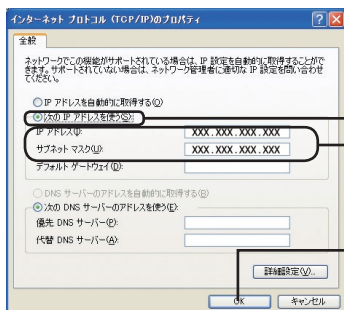 インターネット プロトコル (TCP/IP)のプロパティ
全般
ネットワークでこの機能がサポートされている場合は、IP 設定を自動的に取得することがで
きます。サポートされていない場合は、ネットワーク管理者に適切な IP 設定を問い合わせ
てください。
IP アドレスを自動的に取得する(O)
次の IP アドレスを使う(S):
IP アドレス(I):
XXX.XXX.XXX.XXX
サブネット マスク(U):
XXX.XXX.XXX.XXX
デフォルト ゲートウェイ(D):
DNS サーバーのアドレスを自動的に取得する(B)
次の DNS サーバーのアドレスを使う(E):
優先 DNS サーバー(P):
代替 DNS サーバー(A):
詳細設定(V)...
OK
キャンセル